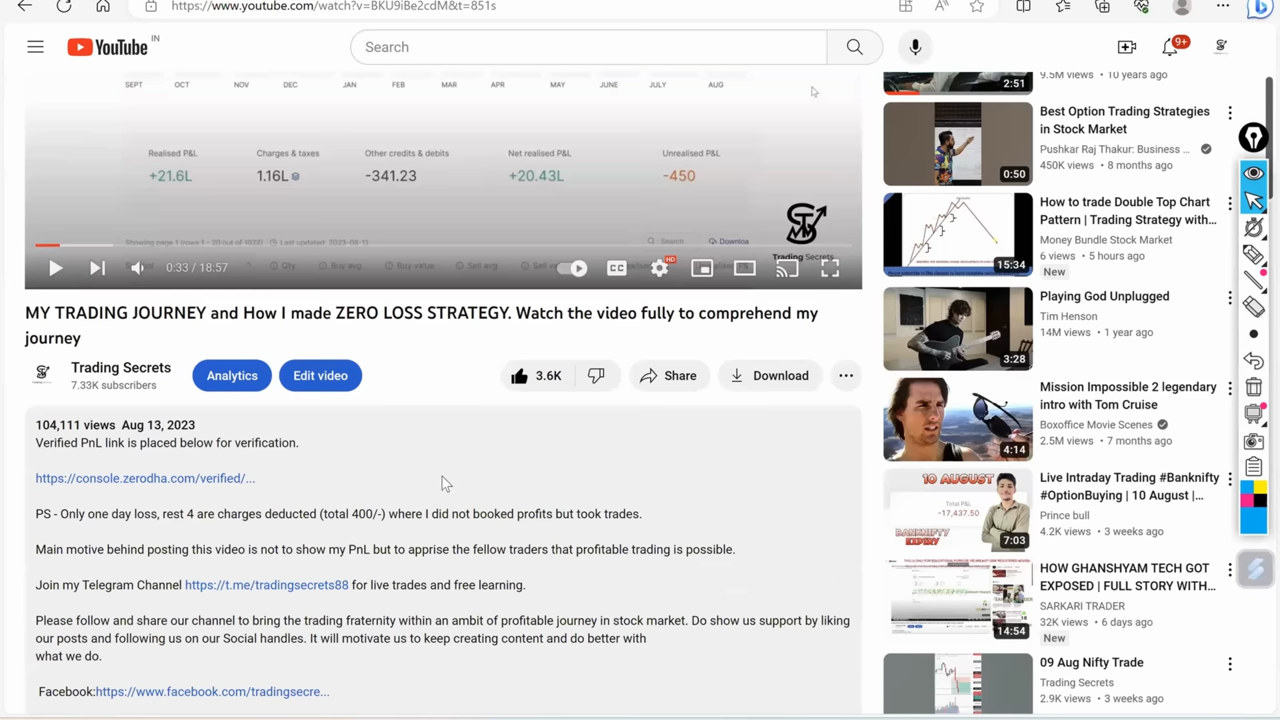 https://www.youtube.com/watch?v=BKU9iBe2cdM&t=851s
YouTube IN
Search
9+
SEPT OCT NOV DEC JAN FEB MAR APR MAY JUNE JULY AUG
Realised P&L Charges & taxes Other credits & debits Net realised P&L Unrealised P&L
+21.6L 1.16L -341.23 +20.43L -450
Search
Trading Secrets
0:33 / 18:57
CC
HD
MY TRADING JOURNEY and How I made ZERO LOSS STRATEGY. Watch the video fully to comprehend my
journey
Trading Secrets
7.33K subscribers
Analytics
Edit video
3.6K
Share
Download
104,111 views Aug 13, 2023
Verified PnL link is placed below for verification.
https://console.zerodha.com/verified/...
PS - Only one day loss, rest 4 are charges deducted (total 400/-) where I did not booked profits but took trades.
Main motive behind posting this video is not to show my PnL but to apprise the fellow traders that profitable trading is possible.
Join my Telegram Channel
for live trades and free learning.
Please follow and share our channel to bring in trading fraternity within an ambit of profitable journey in stock market. Do show us support by liking
our posts and following us on our Social handles. It will motivate us to keep creating content and do better with
what we do.
Facebook:https://www.facebook.com/tradingsecre...
2:51
9.5M views • 10 years ago
0:50
Best Option Trading Strategies
in Stock Market
Pushkar Raj Thakur: Business ...
450K views • 8 months ago
15:34
How to trade Double Top Chart
Pattern | Trading Strategy with...
Money Bundle Stock Market
6 views • 5 hours ago
New
3:28
Playing God Unplugged
Tim Henson
14M views • 1 year ago
4:14
Mission Impossible 2 legendary
intro with Tom Cruise
Boxoffice Movie Scenes
2.5M views • 7 months ago
10 AUGUST
Total P&L
-17,437.50
BANKNIFTY
EXPIRY
7:03
Live Intraday Trading #Banknifty
#OptionBuying | 10 August |...
Prince bull
4.2K views • 3 weeks ago
14:54
HOW GHANSHYAM TECH GOT
EXPOSED | FULL STORY WITH...
SARKARI TRADER
32K views • 6 days ago
New
09 Aug Nifty Trade
Trading Secrets
2.9K views • 3 weeks ago